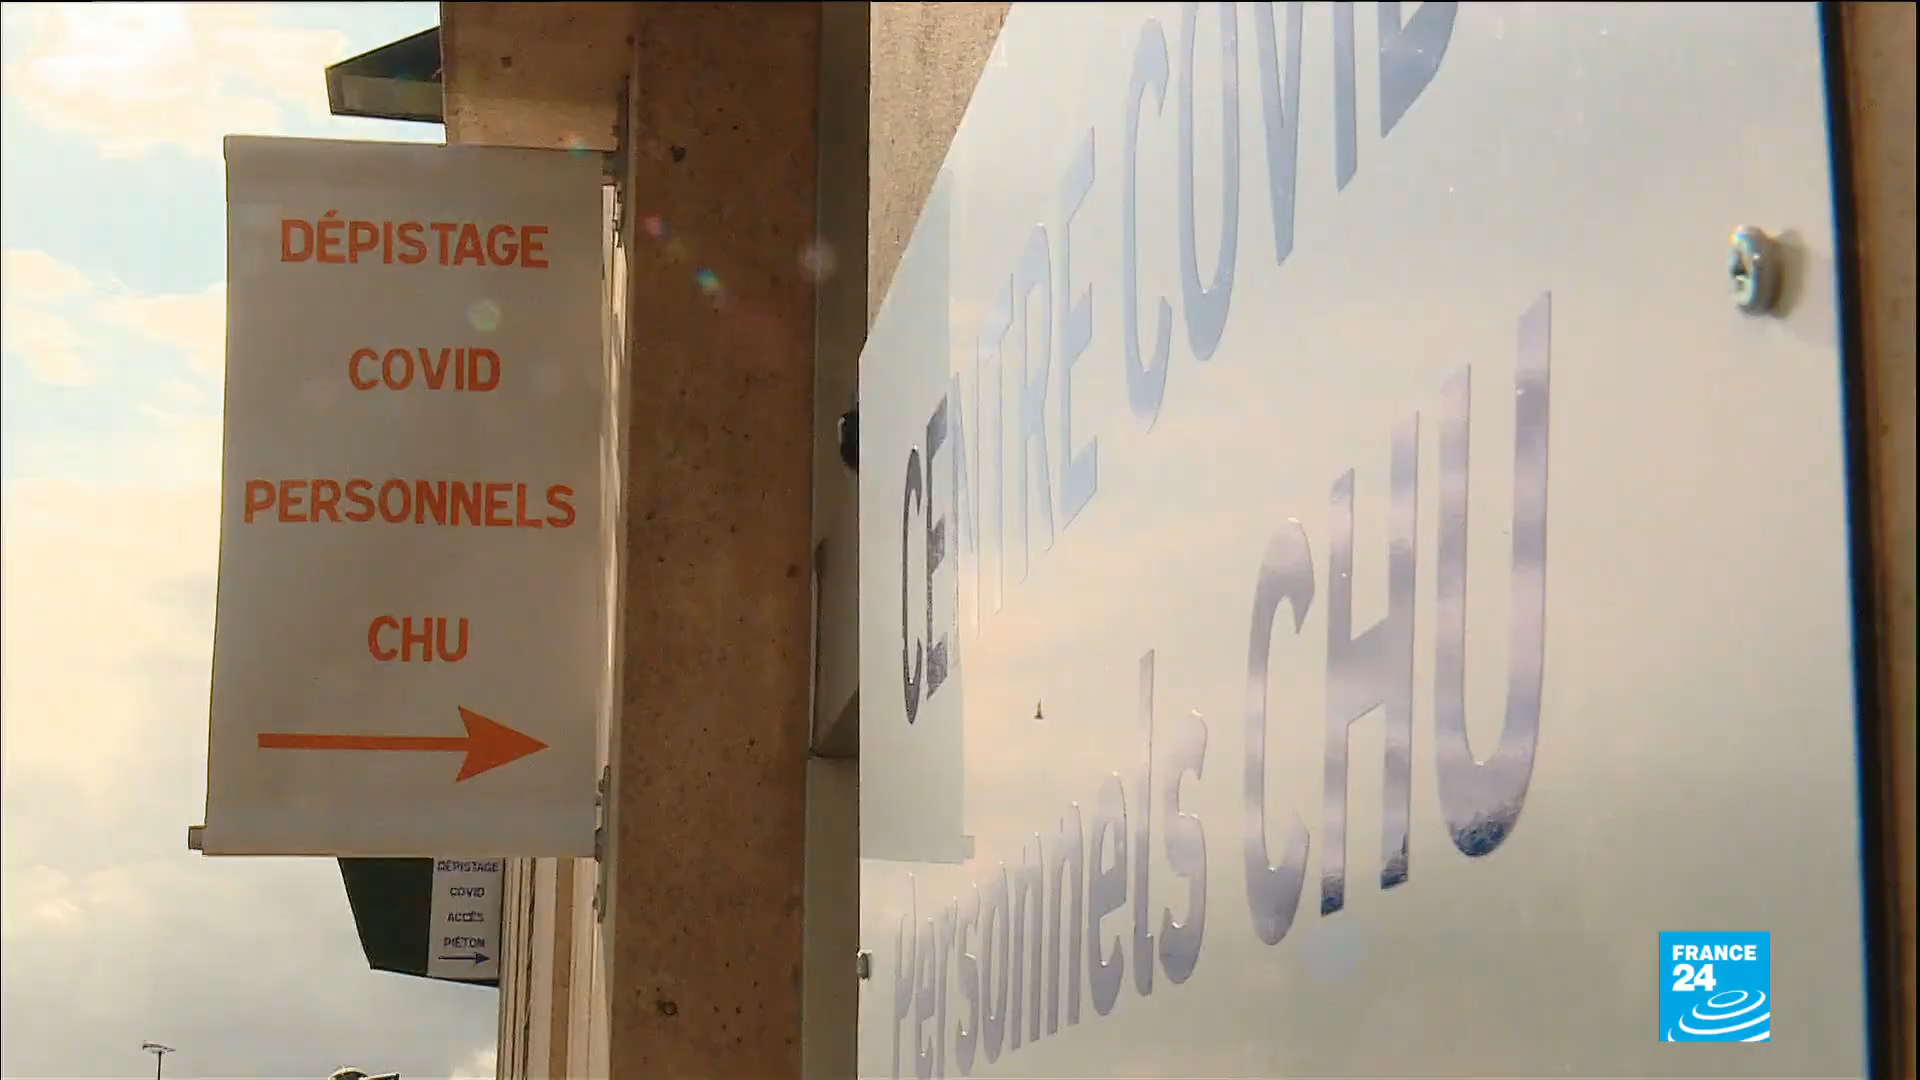 DÉPISTAGE
COVID
PERSONNELS
CHU
DÉPISTAGE
COVID
ACCÈS
PIÉTON
CENTRE COVID
Personnels CHU
FRANCE
24